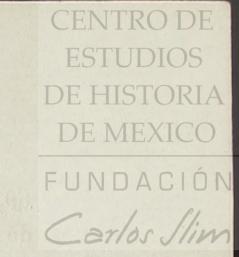 CENTRO DE
ESTUDIOS
DE HISTORIA
DE MEXICO
FUNDACIÓN
Carlos Slim